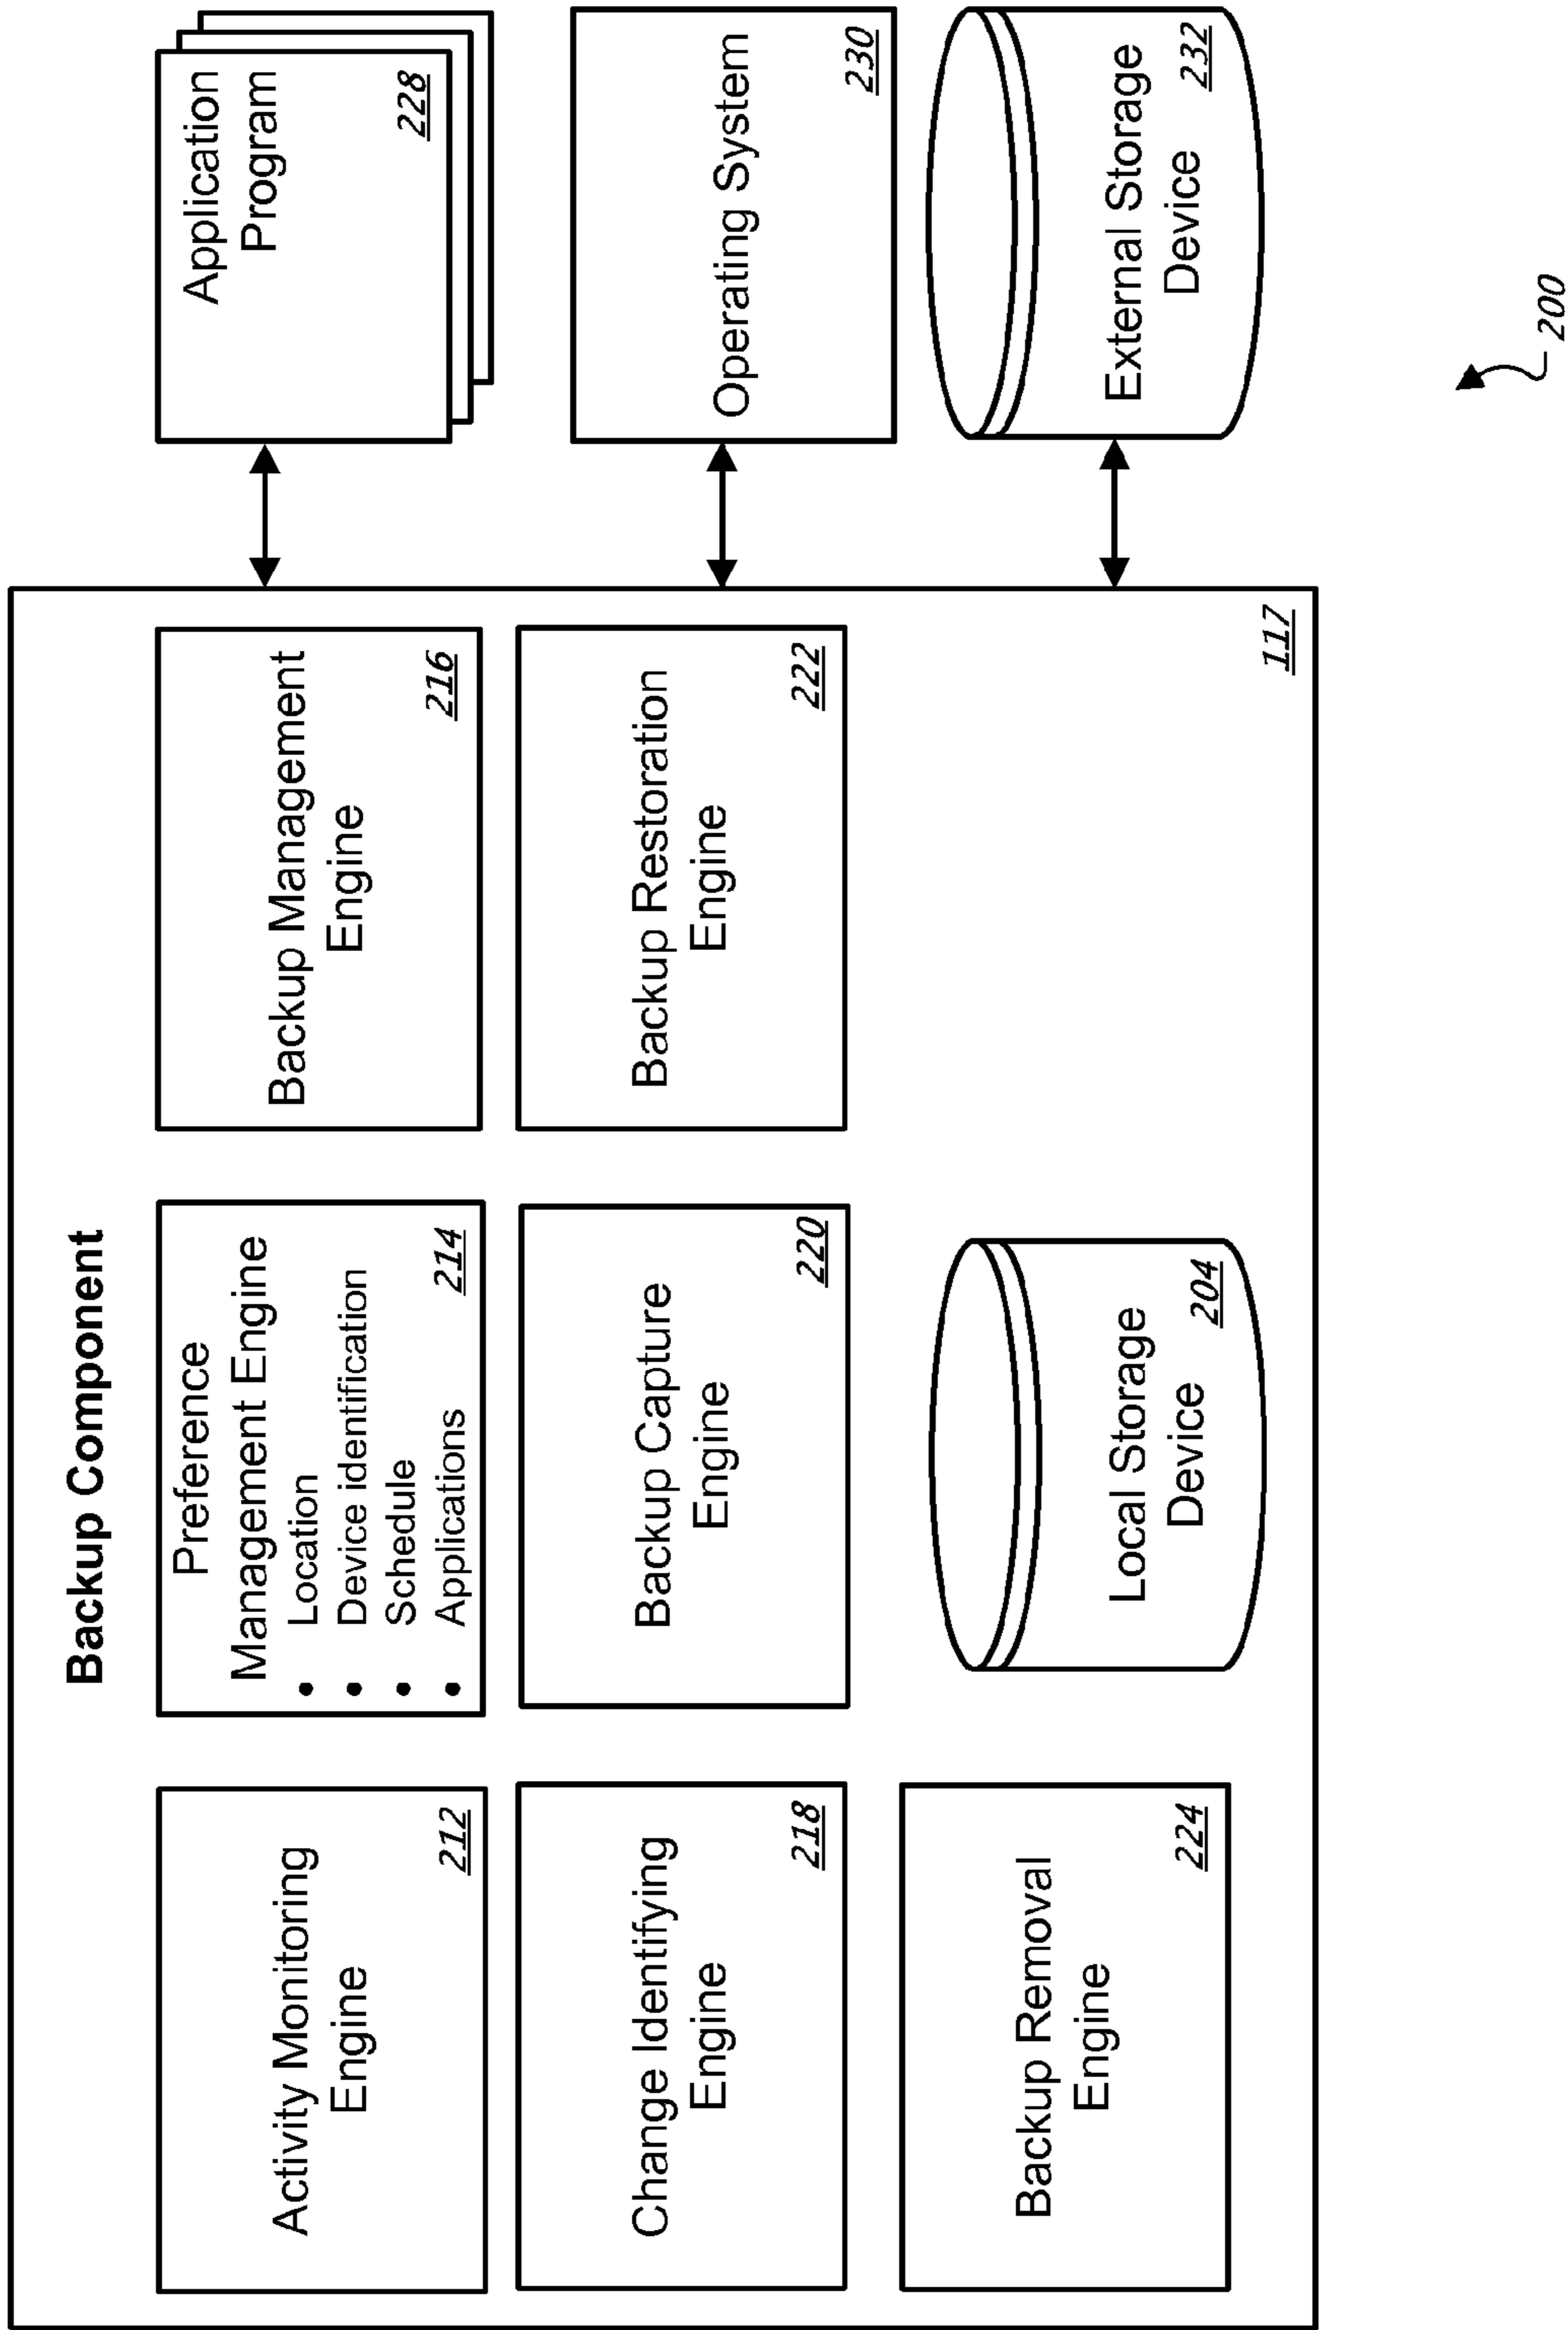 Backup Component
Activity Monitoring
Engine
212
Preference
Management Engine
• Location
• Device identification
• Schedule
• Applications
214
Backup Management
Engine
216
Change Identifying
Engine
218
Backup Capture
Engine
220
Backup Restoration
Engine
222
Backup Removal
Engine
224
Local Storage
Device
204
117
Application
Program
228
Operating System
230
External Storage
Device
232
200